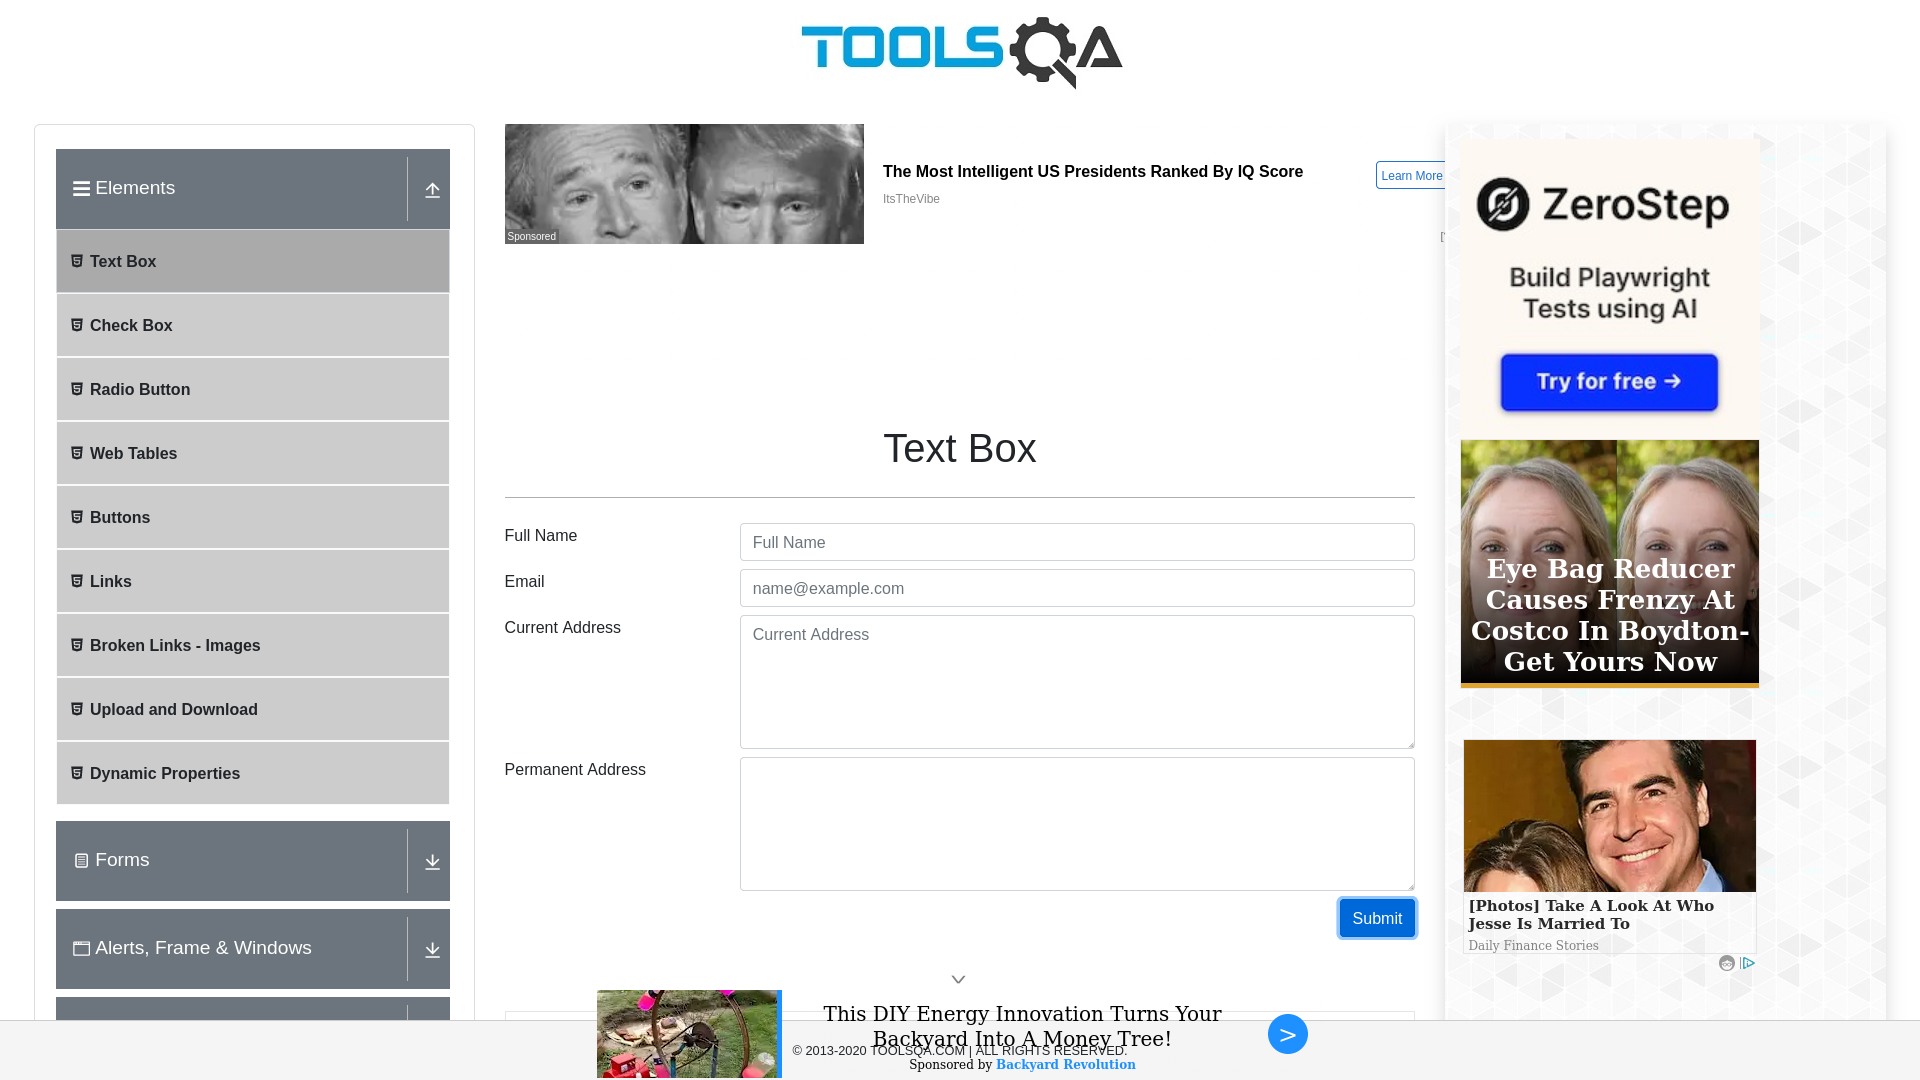 TOOLSQA
Elements
Text Box
Check Box
Radio Button
Web Tables
Buttons
Links
Broken Links - Images
Upload and Download
Dynamic Properties
Forms
Alerts, Frame & Windows
Sponsored
The Most Intelligent US Presidents Ranked By IQ Score
ItsTheVibe
Learn More
Text Box
Full Name
Full Name
Email
name@example.com
Current Address
Current Address
Permanent Address
Submit
ZeroStep
Build Playwright
Tests using AI
Try for free →
Eye Bag Reducer
Causes Frenzy At
Costco In Boydton-
Get Yours Now
[Photos] Take A Look At Who
Jesse Is Married To
Daily Finance Stories
This DIY Energy Innovation Turns Your
Backyard Into A Money Tree!
© 2013-2020 TOOLSQA.COM | ALL RIGHTS RESERVED.
Sponsored by Backyard Revolution